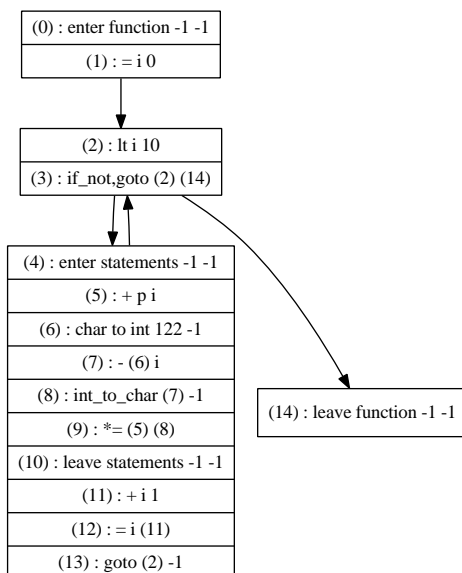 (0) : enter function -1 -1
(1) : = i 0
(2) : lt i 10
(3) : if_not,goto (2) (14)
(4) : enter statements -1 -1
(5) : + p i
(6) : char to int 122 -1
(7) : - (6) i
(8) : int_to_char (7) -1
(9) : *= (5) (8)
(10) : leave statements -1 -1
(11) : + i 1
(12) : = i (11)
(13) : goto (2) -1
(14) : leave function -1 -1